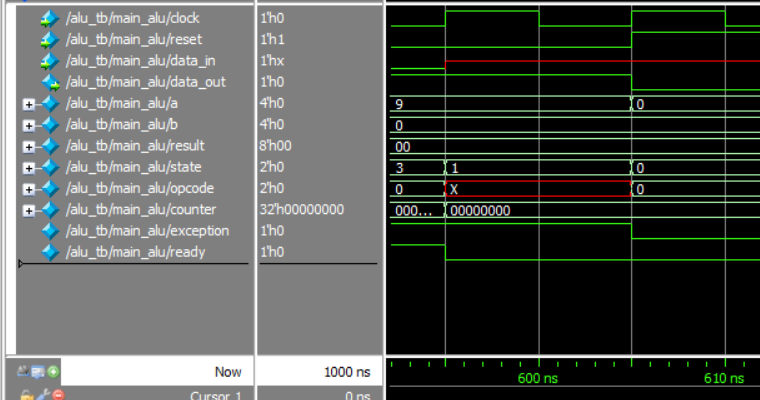 /alu_tb/main_alu/clock 1'h0
/alu_tb/main_alu/reset 1'h1
/alu_tb/main_alu/data_in 1'hx
/alu_tb/main_alu/data_out 1'h0
/alu_tb/main_alu/a 4'h0 9 0
/alu_tb/main_alu/b 4'h0 0
/alu_tb/main_alu/result 8'h00 00
/alu_tb/main_alu/state 2'h0 3 1 0
/alu_tb/main_alu/opcode 2'h0 0 X 0
/alu_tb/main_alu/counter 32'h00000000 000... 00000000
/alu_tb/main_alu/exception 1'h0
/alu_tb/main_alu/ready 1'h0
Now 1000 ns 600 ns 610 ns
Cursor 1 0 ns